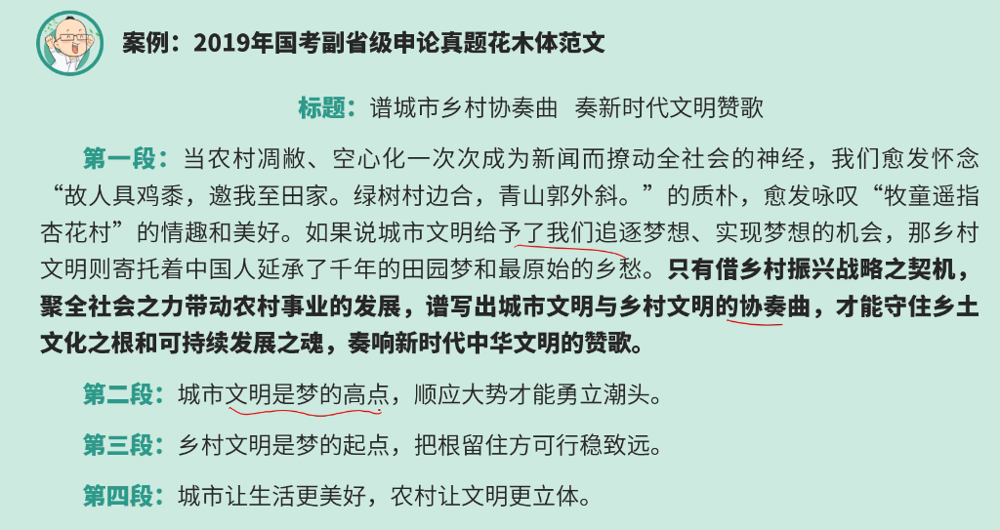 案例：2019年国考副省级申论真题花木体范文
标题：谱城市乡村协奏曲 奏新时代文明赞歌
第一段：当农村凋敝、空心化一次次成为新闻而撩动全社会的神经，我们愈发怀念
“故人具鸡黍，邀我至田家。绿树村边合，青山郭外斜。”的质朴，愈发咏叹“牧童遥指
杏花村”的情趣和美好。如果说城市文明给予了我们追逐梦想、实现梦想的机会，那乡村
文明则寄托着中国人延承了千年的田园梦和最原始的乡愁。只有借乡村振兴战略之契机，
聚全社会之力带动农村事业的发展，谱写出城市文明与乡村文明的协奏曲，才能守住乡土
文化之根和可持续发展之魂，奏响新时代中华文明的赞歌。
第二段：城市文明是梦的高点，顺应大势才能勇立潮头。
第三段：乡村文明是梦的起点，把根留住方可行稳致远。
第四段：城市让生活更美好，农村让文明更立体。